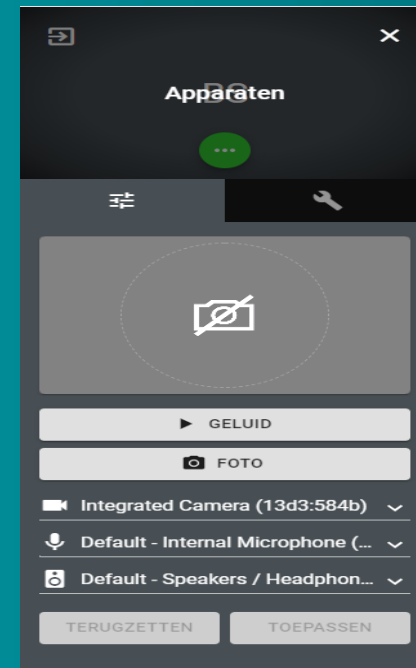 Apparaten
GELUID
FOTO
Integrated Camera (13d3:584b)
Default - Internal Microphone (...
Default - Speakers / Headphon...
TERUGZETTEN TOEPASSEN